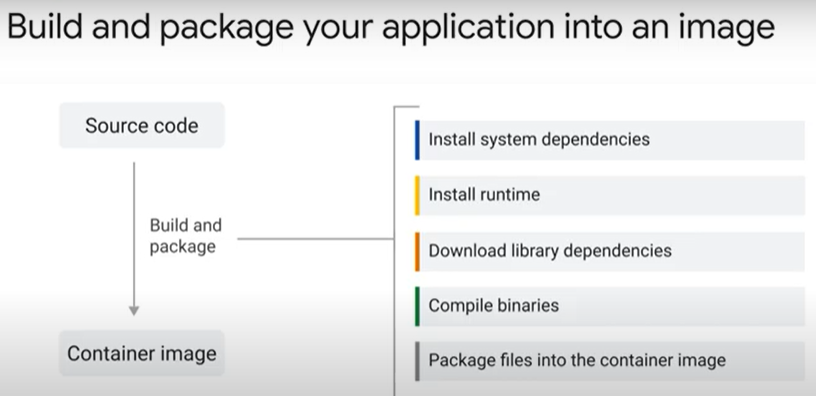 Build and package your application into an image
Source code
Build and
package
Container image
Install system dependencies
Install runtime
Download library dependencies
Compile binaries
Package files into the container image